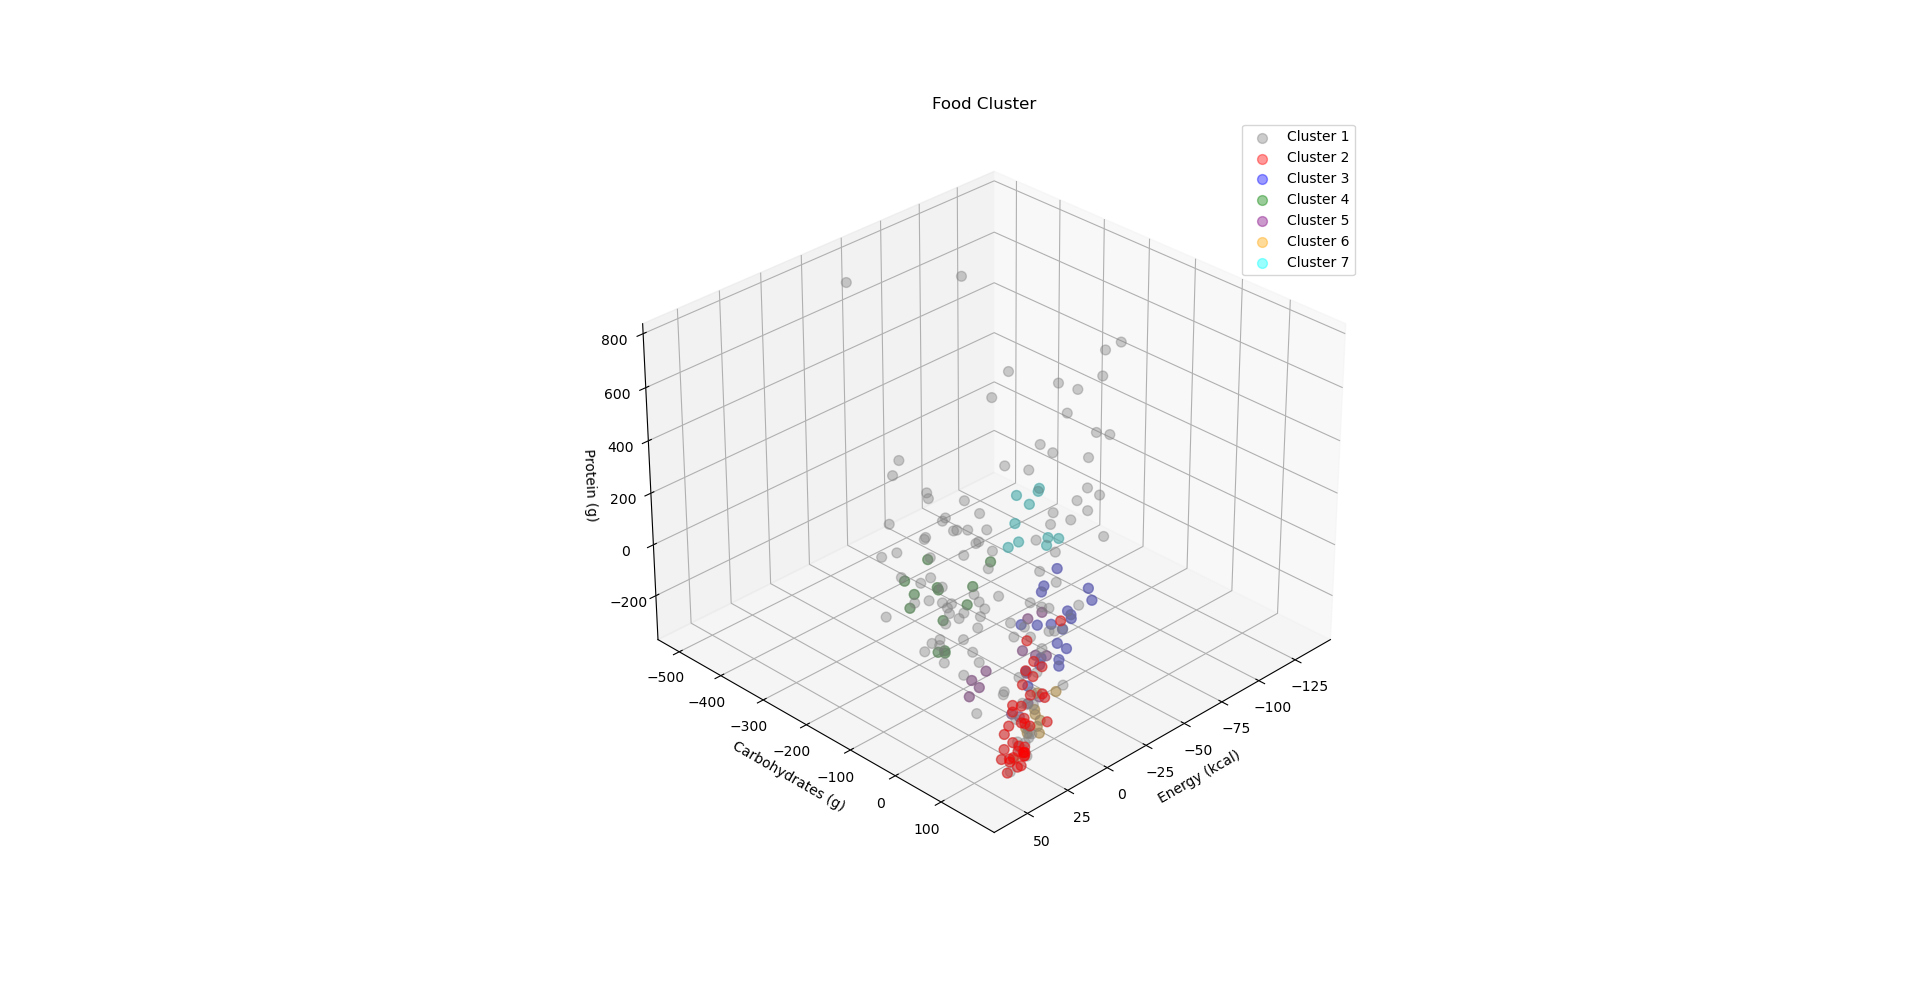 Food Cluster
Cluster 1
Cluster 2
Cluster 3
Cluster 4
Cluster 5
Cluster 6
Cluster 7
800
600
400
200
0
−200
Protein (g)
−500
−400
−300
−200
−100
0
100
Carbohydrates (g)
−125
−100
−75
−50
−25
0
25
50
Energy (kcal)